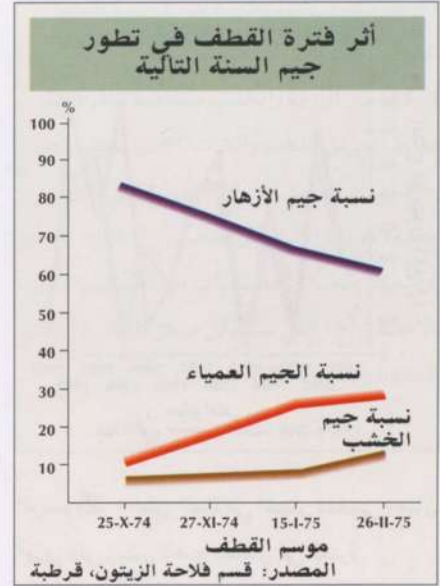 أثر فترة القطف في تطور
جيم السنة التالية
%
100
90
80
70
60
50
40
30
20
10
نسبة جيم الأزهار
نسبة الجيم العمياء
نسبة جيم
الخشب
25-X-74 27-XI-74 15-I-75 26-II-75
موسم القطف
المصدر: قسم فلاحة الزيتون، قرطبة